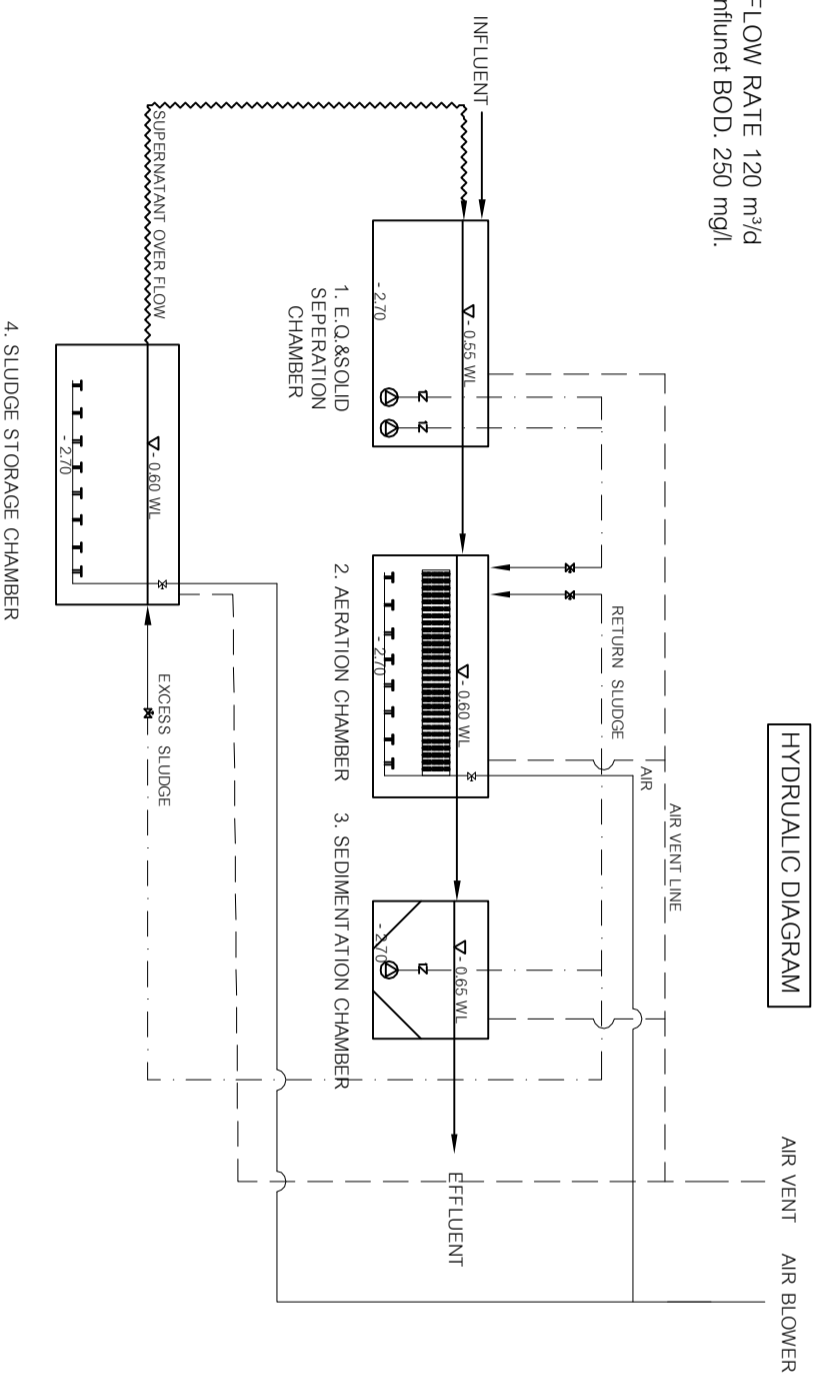 FLOW RATE 120 m³/d
nflunet BOD. 250 mg/l.
HYDRUALIC DIAGRAM
AIR VENT
AIR BLOWER
INFLUENT
AIR VENT LINE
AIR
RETURN SLUDGE
- 0.55 WL
- 2.70
- 0.60 WL
- 2.70
- 0.65 WL
- 2.70
EFFLUENT
1. E.Q.&SOLID
SEPERATION
CHAMBER
2. AERATION CHAMBER
3. SEDIMENTATION CHAMBER
SUPERNATANT OVER FLOW
- 0.60 WL
- 2.70
EXCESS SLUDGE
4. SLUDGE STORAGE CHAMBER